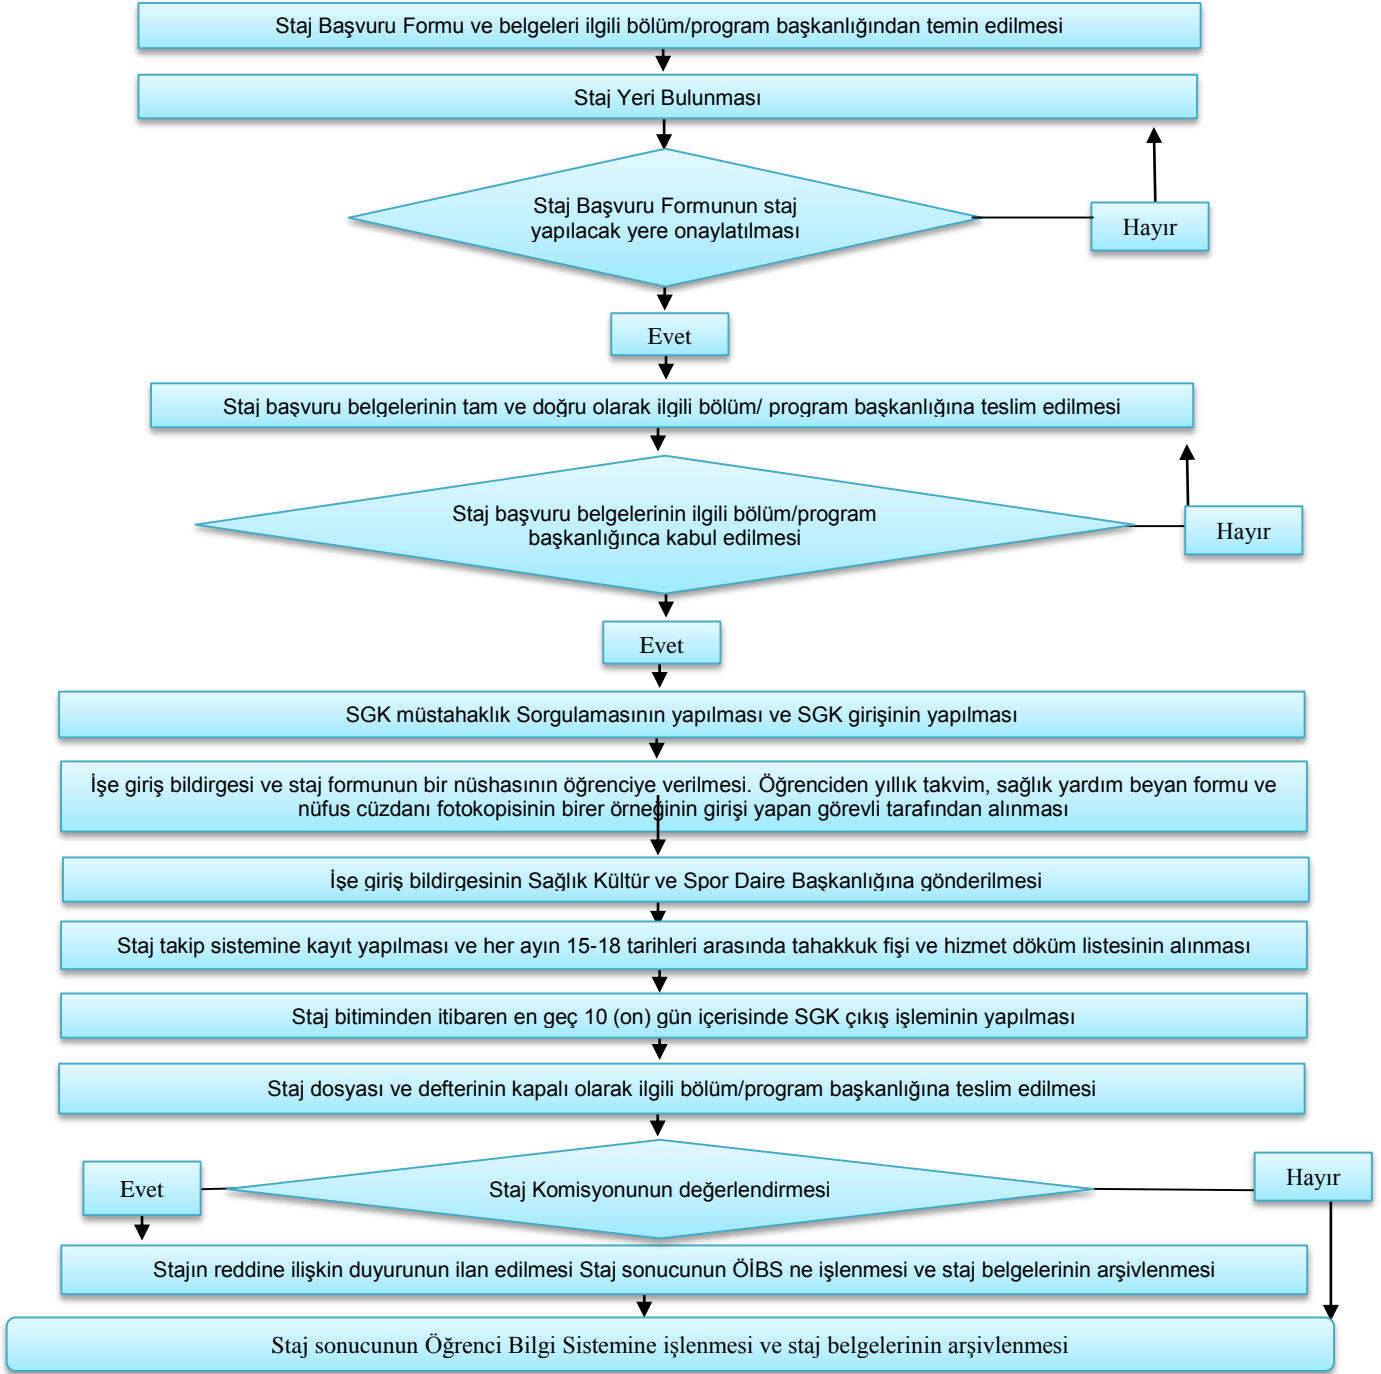 Staj Başvuru Formu ve belgeleri ilgili bölüm/program başkanlığından temin edilmesi
Staj Yeri Bulunması
Staj Başvuru Formunun staj
yapılacak yere onaylatılması
Hayır
Evet
Staj başvuru belgelerinin tam ve doğru olarak ilgili bölüm/ program başkanlığına teslim edilmesi
Staj başvuru belgelerinin ilgili bölüm/program
başkanlığınca kabul edilmesi
Hayır
Evet
SGK müstahaklık Sorgulamasının yapılması ve SGK girişinin yapılması
İşe giriş bildirgesi ve staj formunun bir nüshasının öğrenciye verilmesi. Öğrenciden yıllık takvim, sağlık yardım beyan formu ve
nüfus cüzdanı fotokopisinin birer örneğinin girişi yapan görevli tarafından alınması
İşe giriş bildirgesinin Sağlık Kültür ve Spor Daire Başkanlığına gönderilmesi
Staj takip sistemine kayıt yapılması ve her ayın 15-18 tarihleri arasında tahakkuk fişi ve hizmet döküm listesinin alınması
Staj bitiminden itibaren en geç 10 (on) gün içerisinde SGK çıkış işleminin yapılması
Staj dosyası ve defterinin kapalı olarak ilgili bölüm/program başkanlığına teslim edilmesi
Evet
Staj Komisyonunun değerlendirmesi
Hayır
Stajın reddine ilişkin duyurunun ilan edilmesi Staj sonucunun ÖİBS ne işlenmesi ve staj belgelerinin arşivlenmesi
Staj sonucunun Öğrenci Bilgi Sistemine işlenmesi ve staj belgelerinin arşivlenmesi